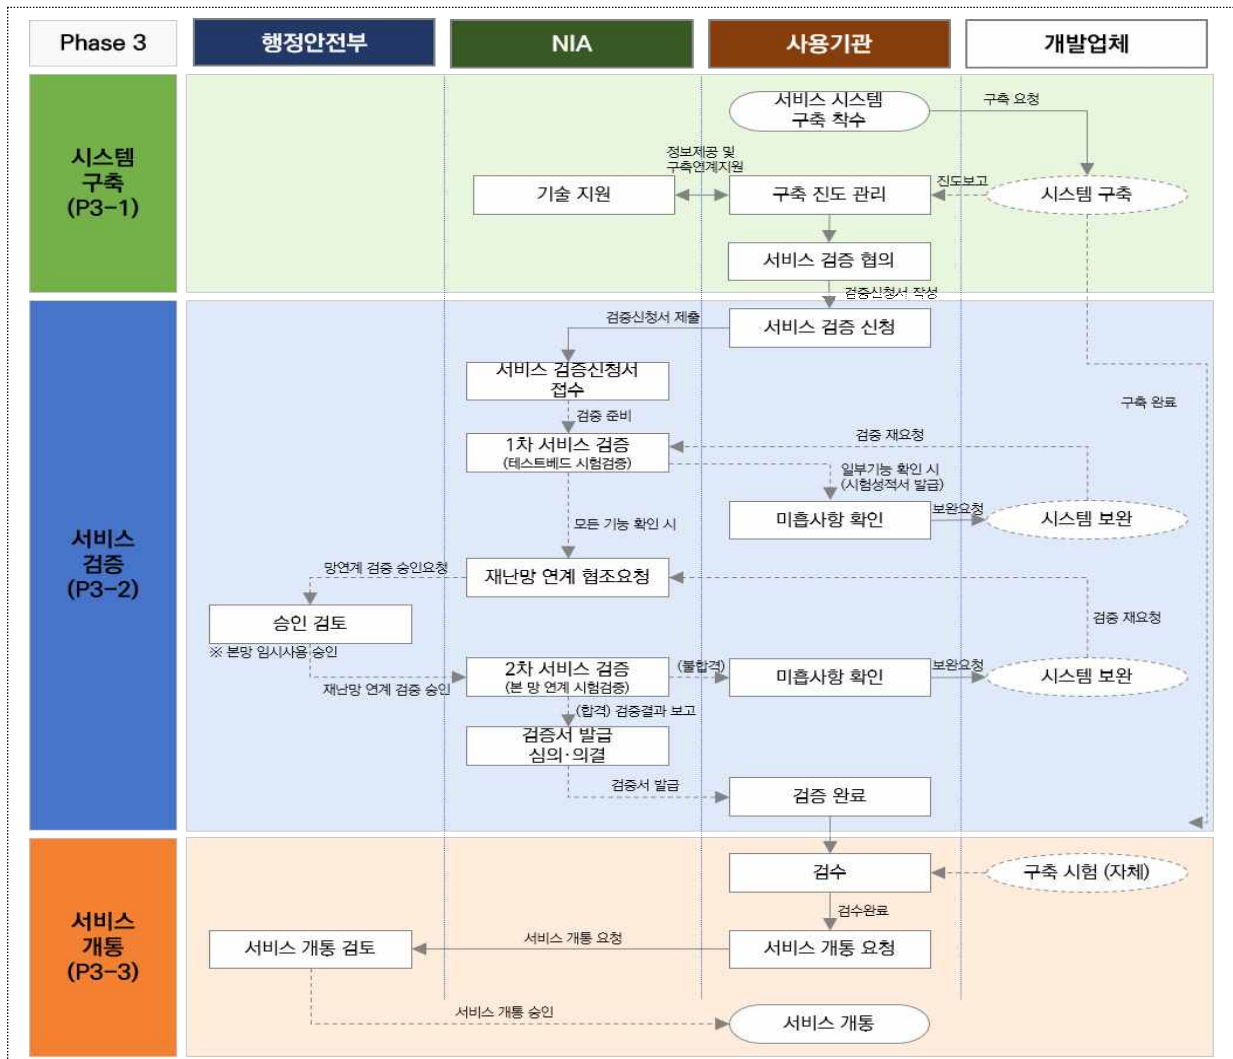 Phase 3
행정안전부
NIA
사용기관
개발업체
시스템
구축
(P3-1)
서비스 시스템
구축 착수
구축 요청
정보제공 및
구축연계지원
기술 지원
구축 진도 관리
진도보고
시스템 구축
서비스 검증 협의
검증신청서 작성
서비스
검증
(P3-2)
검증신청서 제출
서비스 검증 신청
서비스 검증신청서
접수
구축 완료
검증 준비
1차 서비스 검증
(테스트베드 시험검증)
검증 재요청
일부기능 확인 시
(시험성적서 발급)
미흡사항 확인
보완요청
시스템 보완
모든 기능 확인 시
망연계 검증 승인요청
재난망 연계 협조요청
승인 검토
※ 본망 임시사용 승인
검증 재요청
재난망 연계 검증 승인
2차 서비스 검증
(본 망 연계 시험검증)
(불합격)
미흡사항 확인
보완요청
시스템 보완
(합격) 검증결과 보고
검증서 발급
심의·의결
검증서 발급
검증 완료
서비스
개통
(P3-3)
검수
구축 시험 (자체)
검수완료
서비스 개통 검토
서비스 개통 요청
서비스 개통 요청
서비스 개통 승인
서비스 개통